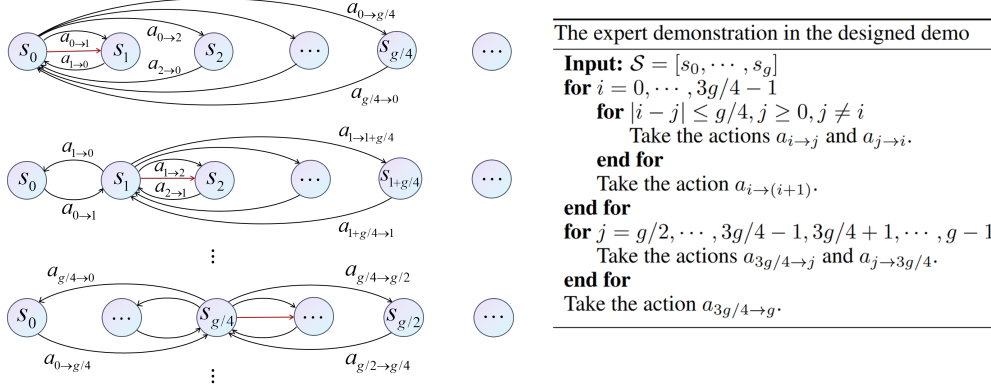 a_{0→g/4}
a_{0→1}
a_{0→2}
s_0 s_1 s_2 ··· s_{g/4} ···
a_{1→0}
a_{2→0}
a_{g/4→0}
a_{1→1+g/4}
a_{1→0}
a_{1→2}
s_0 s_1 s_2 ··· s_{1+g/4} ···
a_{2→1}
a_{0→1}
a_{1+g/4→1}
⋮
a_{g/4→0} a_{g/4→g/2}
s_0 ··· s_{g/4} ··· s_{g/2} ···
a_{0→g/4} a_{g/2→g/4}
⋮
The expert demonstration in the designed demo
Input: S = [s_0, ··· , s_g]
for i = 0, ··· , 3g/4 − 1
for |i − j| ≤ g/4, j ≥ 0, j ≠ i
Take the actions a_{i→j} and a_{j→i}.
end for
Take the action a_{i→(i+1)}.
end for
for j = g/2, ··· , 3g/4 − 1, 3g/4 + 1, ··· , g − 1
Take the actions a_{3g/4→j} and a_{j→3g/4}.
end for
Take the action a_{3g/4→g}.